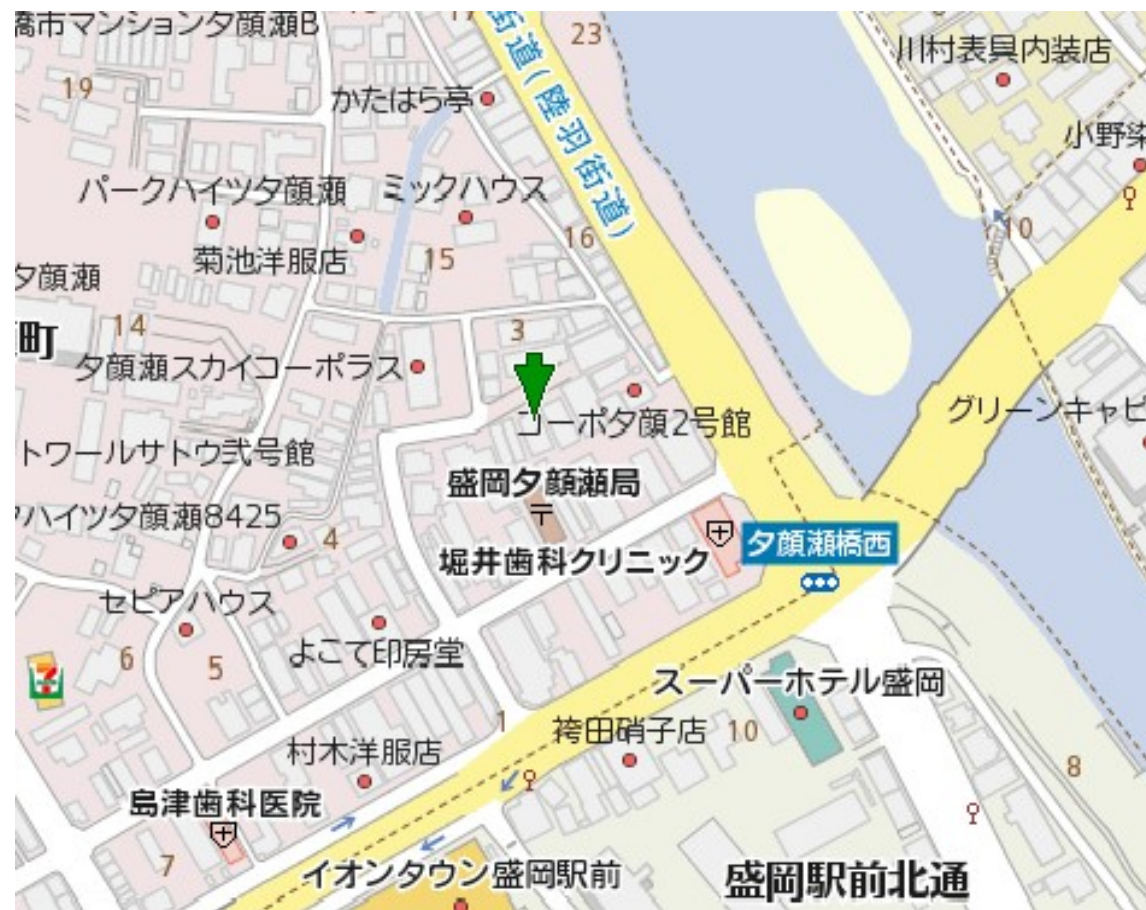 橋市マンション夕顔瀬B
17
街道(陸羽街道)
23
川村表具内装店
19
かたはら亭
小野染
パークハイツ夕顔瀬
ミックハウス
16
10
菊池洋服店
15
夕顔瀬
町
14
3
夕顔瀬スカイコーポラス
コーポ夕顔2号館
グリーンキャピ
トワールサトウ弐号館
盛岡夕顔瀬局
〒
ハイツ夕顔瀬8425
4
堀井歯科クリニック
夕顔瀬橋西
セピアハウス
よこて印房堂
6
5
7
スーパーホテル盛岡
1
袴田硝子店
10
村木洋服店
8
島津歯科医院
7
イオンタウン盛岡駅前
盛岡駅前北通